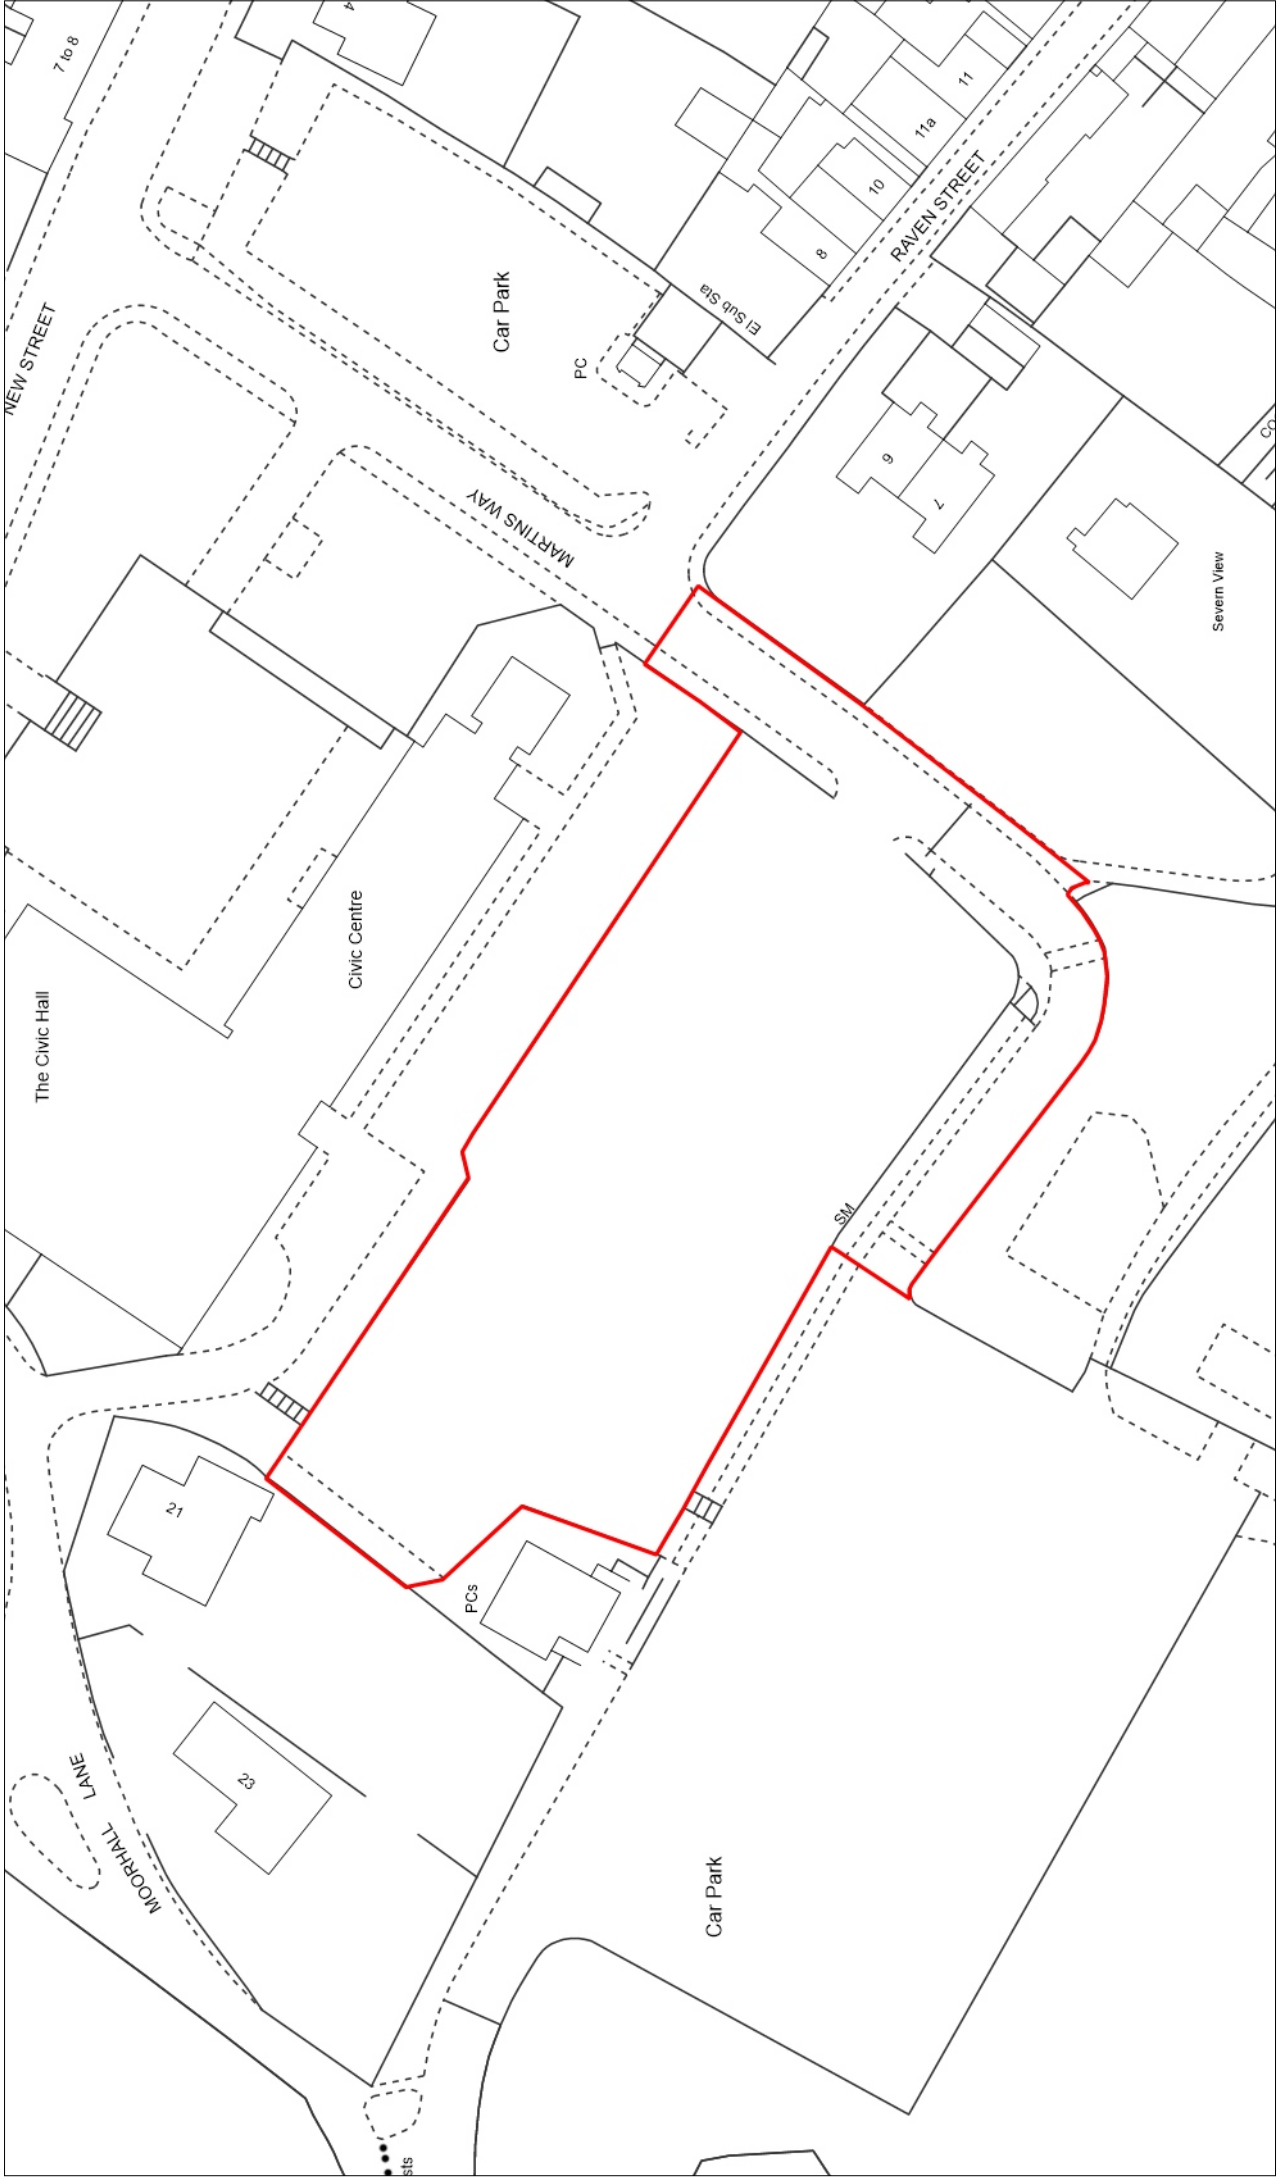 7 to 8
4
NEW STREET
11
11a
10
8
RAVEN STREET
El Sub Sta
Car Park
PC
MARTINS WAY
9
7
Severn View
The Civic Hall
Civic Centre
SM
21
PCs
23
MOORHALL LANE
Car Park